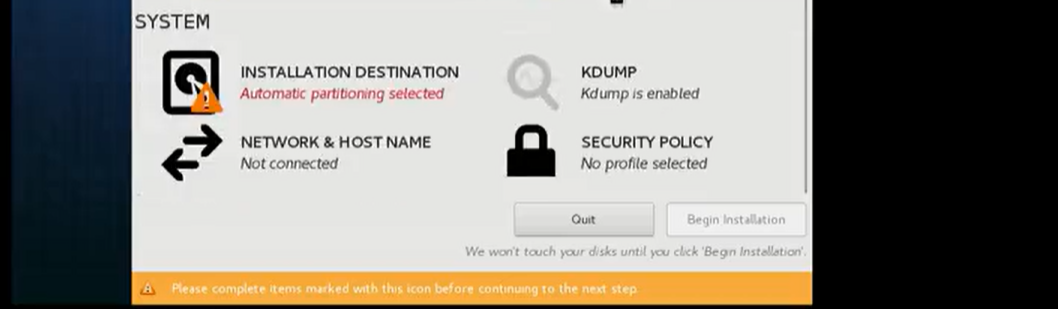 SYSTEM
INSTALLATION DESTINATION
Automatic partitioning selected
KDUMP
Kdump is enabled
NETWORK & HOST NAME
Not connected
SECURITY POLICY
No profile selected
Quit
Begin Installation
We won't touch your disks until you click 'Begin Installation'.
Please complete items marked with this icon before continuing to the next step.